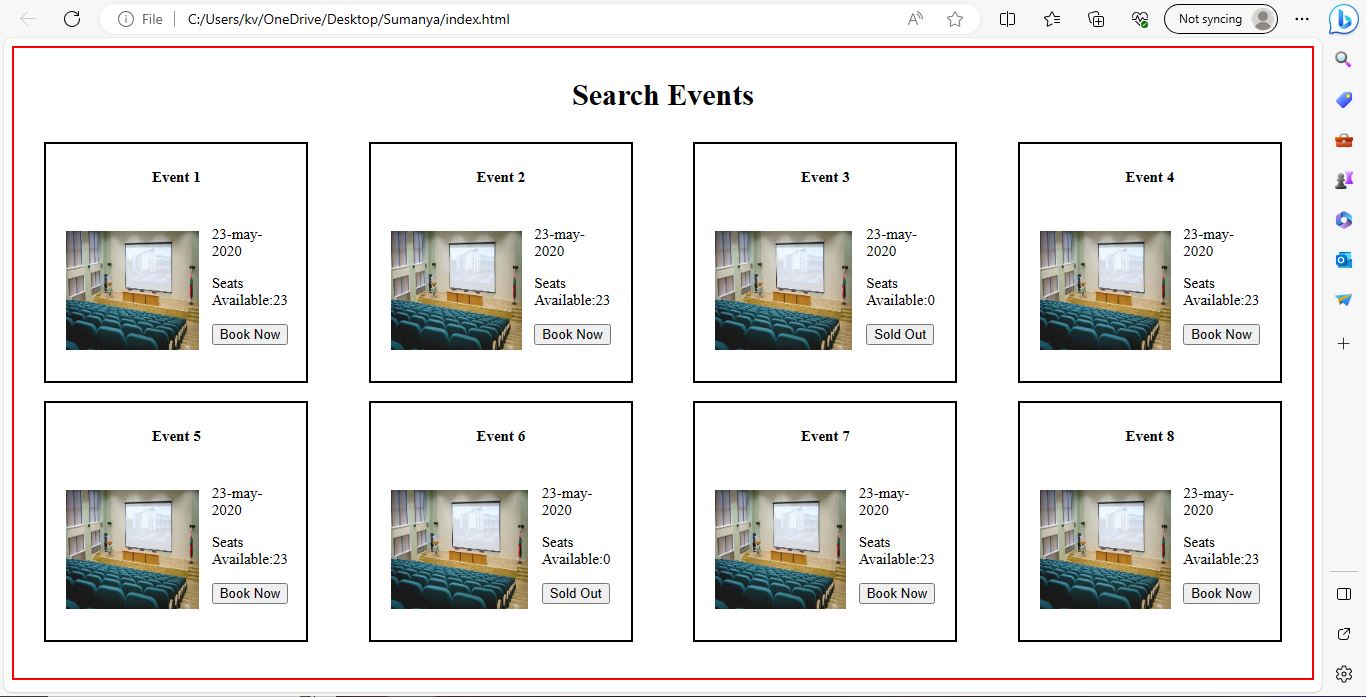 File
C:/Users/kv/OneDrive/Desktop/Sumanya/index.html
Not syncing
Search Events
Event 1
23-may-
2020
Seats
Available:23
Book Now
Event 2
23-may-
2020
Seats
Available:23
Book Now
Event 3
23-may-
2020
Seats
Available:0
Sold Out
Event 4
23-may-
2020
Seats
Available:23
Book Now
Event 5
23-may-
2020
Seats
Available:23
Book Now
Event 6
23-may-
2020
Seats
Available:0
Sold Out
Event 7
23-may-
2020
Seats
Available:23
Book Now
Event 8
23-may-
2020
Seats
Available:23
Book Now